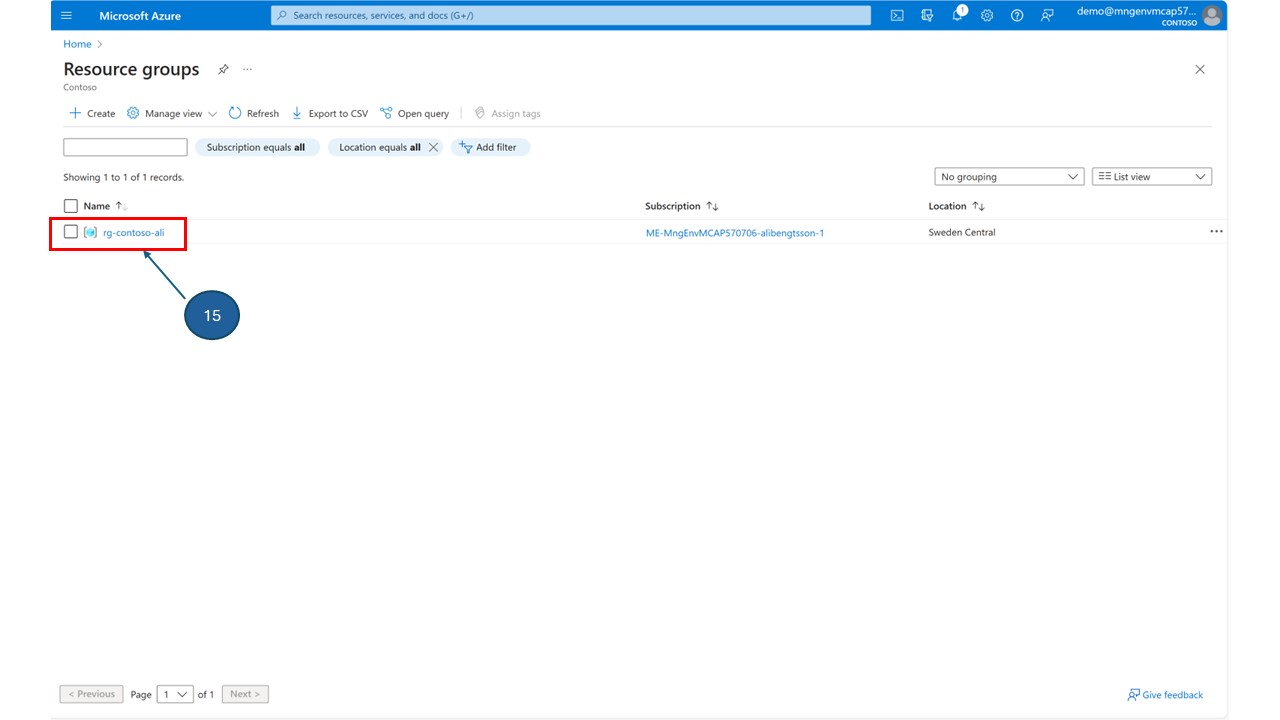 Microsoft Azure
Search resources, services, and docs (G+/)
1
demo@mngenvmcap57...
CONTOSO
Home
Resource groups
...
Contoso
Create
Manage view
Refresh
Export to CSV
Open query
Assign tags
Subscription equals all
Location equals all
Add filter
Showing 1 to 1 of 1 records.
No grouping
List view
Name
Subscription
Location
rg-contoso-ali
ME-MngEnvMCAP570706-alibengtsson-1
Sweden Central
...
15
< Previous
Page
1
of 1
Next >
Give feedback